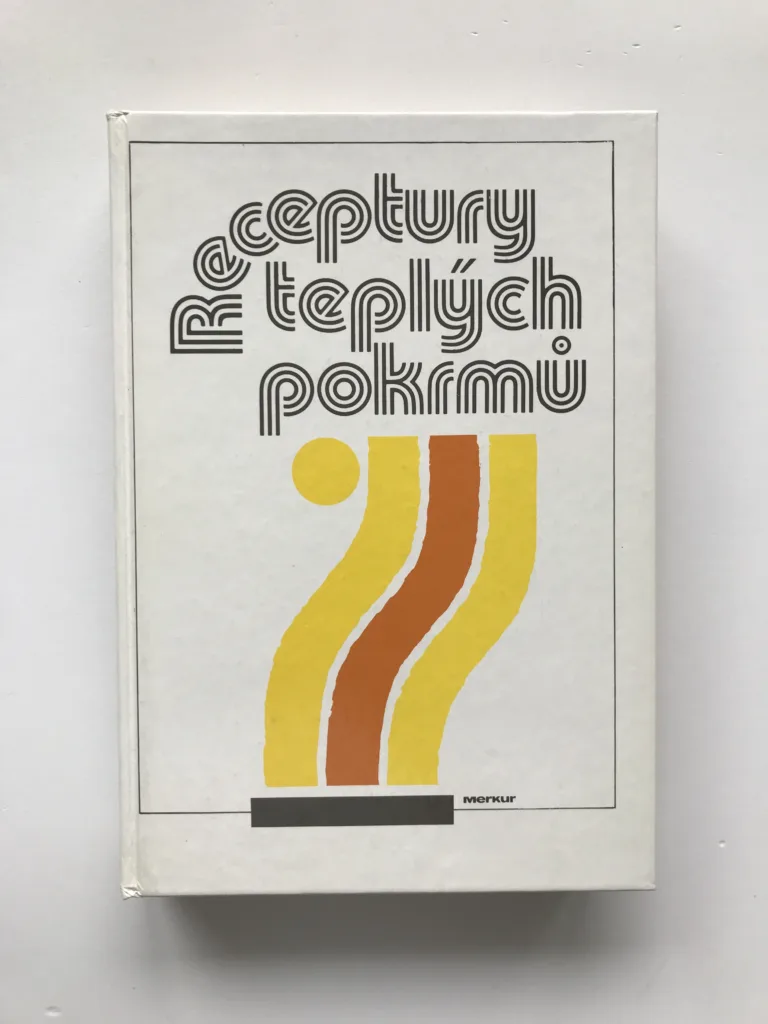 Receptury
teplých
pokrmů
Merkur